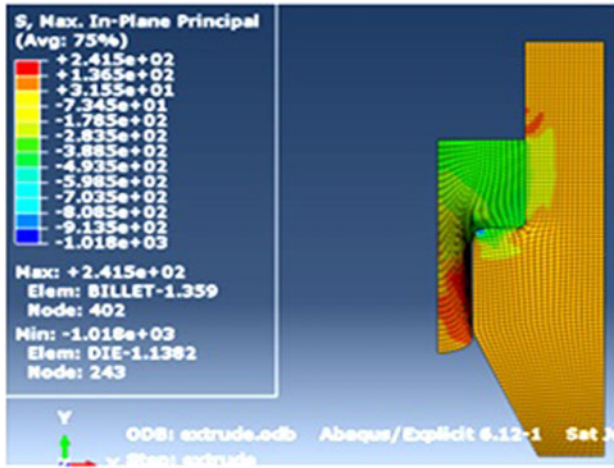 S, Max. In-Plane Principal
(Avg: 75%)
+2.415e+02
+1.365e+02
+3.155e+01
-7.345e+01
-1.785e+02
-2.835e+02
-3.885e+02
-4.935e+02
-5.985e+02
-7.035e+02
-8.085e+02
-9.135e+02
-1.018e+03
Max: +2.415e+02
Elem: BILLET-1.359
Node: 402
Min: -1.018e+03
Elem: DIE-1.1382
Node: 243
Y
ODB: extrude.odb Abaqus/Explicit 6.12-1 Sat
X
Step: extrude